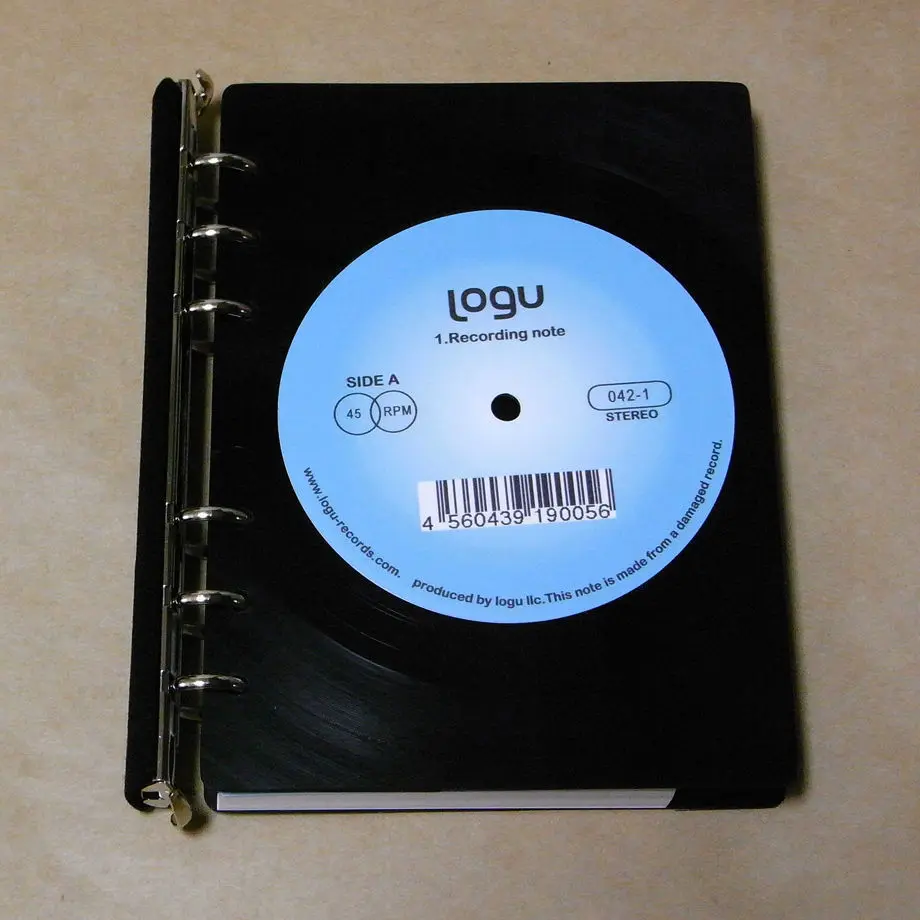 logu
1.Recording note
SIDE A
45 RPM
042-1
STEREO
4 560439 190056
www.logu-records.com.
produced by logu llc.This note is made from a damaged record.